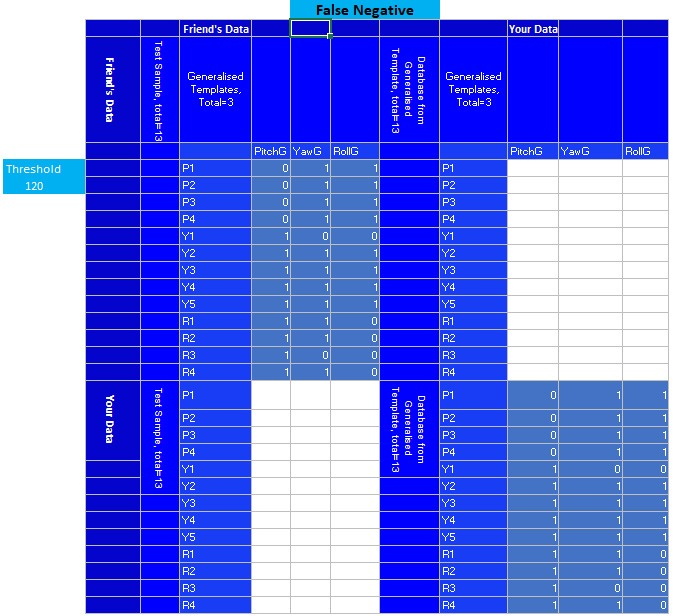 False Negative
Friend's Data Your Data
Friend's Data
Test Sample, total=13
Generalised
Templates,
Total=3
Database from
Generalised
Template, total=13
Generalised
Templates,
Total=3
PitchG YawG RollG PitchG YawG RollG
Threshold
120
P1 0 1 1 P1
P2 0 1 1 P2
P3 0 1 1 P3
P4 0 1 1 P4
Y1 1 0 0 Y1
Y2 1 1 1 Y2
Y3 1 1 1 Y3
Y4 1 1 1 Y4
Y5 1 1 1 Y5
R1 1 1 0 R1
R2 1 1 0 R2
R3 1 0 0 R3
R4 1 1 0 R4
Your Data
Test Sample, total=13
Database from
Generalised
Template, total=13
P1 P1 0 1 1
P2 P2 0 1 1
P3 P3 0 1 1
P4 P4 0 1 1
Y1 Y1 1 0 0
Y2 Y2 1 1 1
Y3 Y3 1 1 1
Y4 Y4 1 1 1
Y5 Y5 1 1 1
R1 R1 1 1 0
R2 R2 1 1 0
R3 R3 1 0 0
R4 R4 1 1 0